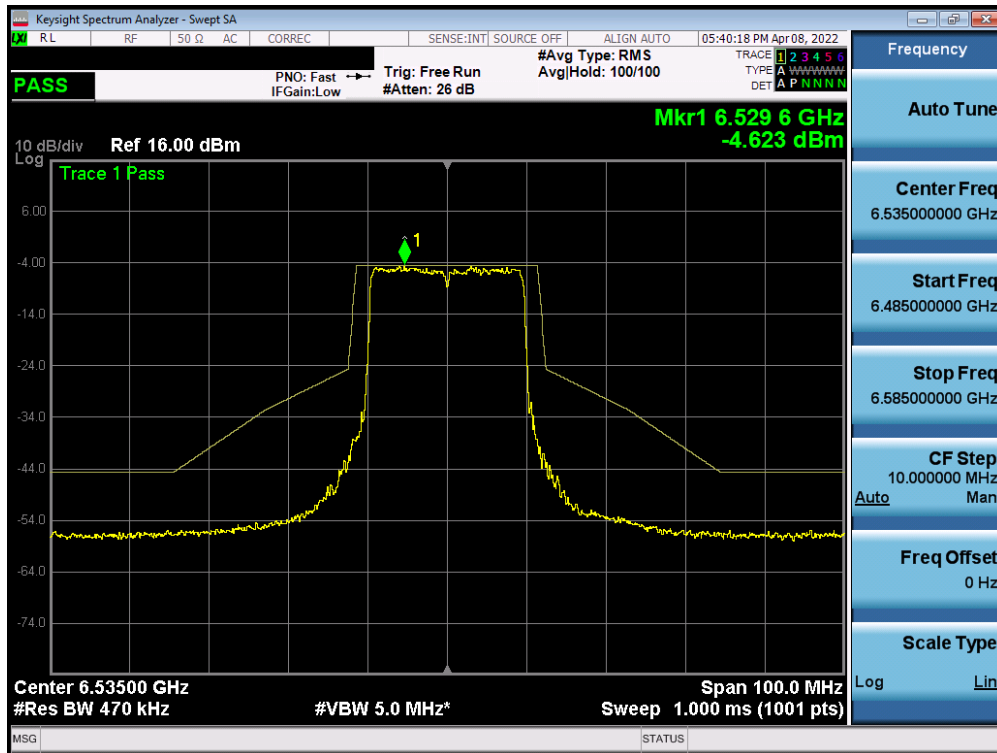 Keysight Spectrum Analyzer - Swept SA
LXI RL RF 50 Ω AC CORREC SENSE:INT SOURCE OFF ALIGN AUTO 05:40:18 PM Apr 08, 2022
PASS
PNO: Fast
IFGain:Low
Trig: Free Run
#Atten: 26 dB
#Avg Type: RMS
Avg|Hold: 100/100
TRACE 1 2 3 4 5 6
TYPE A WWWWW
DET A P N N N N
Mkr1 6.529 6 GHz
-4.623 dBm
10 dB/div Ref 16.00 dBm
Log
Trace 1 Pass
1
6.00
-4.00
-14.0
-24.0
-34.0
-44.0
-54.0
-64.0
-74.0
Center 6.53500 GHz Span 100.0 MHz
#Res BW 470 kHz #VBW 5.0 MHz* Sweep 1.000 ms (1001 pts)
MSG STATUS
Frequency
Auto Tune
Center Freq
6.535000000 GHz
Start Freq
6.485000000 GHz
Stop Freq
6.585000000 GHz
CF Step
10.000000 MHz
Auto Man
Freq Offset
0 Hz
Scale Type
Log Lin